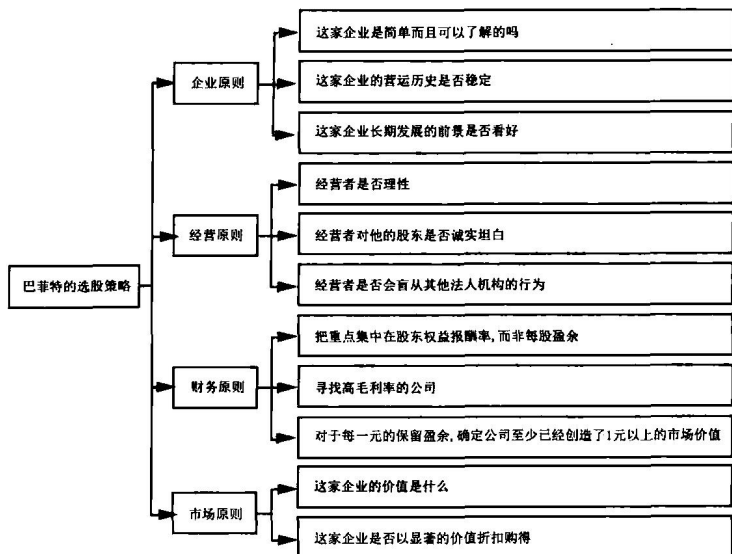 巴菲特的选股策略
企业原则
这家企业是简单而且可以了解的吗
这家企业的营运历史是否稳定
这家企业长期发展的前景是否看好
经营原则
经营者是否理性
经营者对他的股东是否诚实坦白
经营者是否会盲从其他法人机构的行为
财务原则
把重点集中在股东权益报酬率,而非每股盈余
寻找高毛利率的公司
对于每一元的保留盈余,确定公司至少已经创造了1元以上的市场价值
市场原则
这家企业的价值是什么
这家企业是否以显著的价值折扣购得